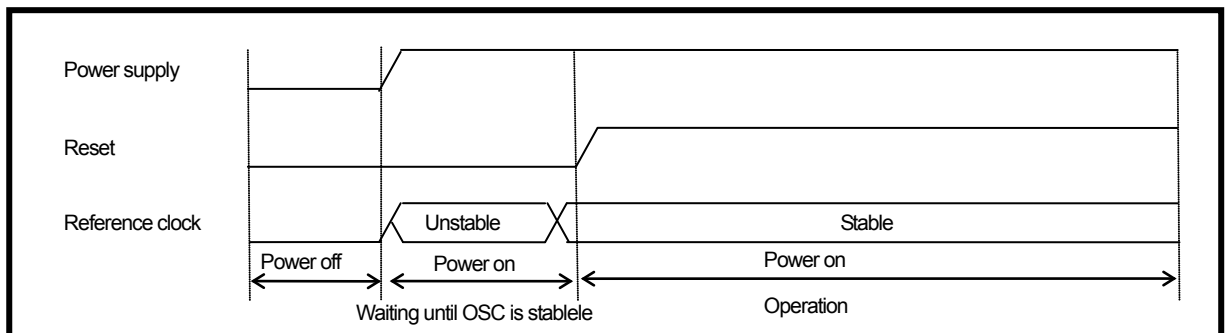 Power supply
Reset
Reference clock
Unstable
Stable
Power off
Power on
Power on
Waiting until OSC is stablele
Operation